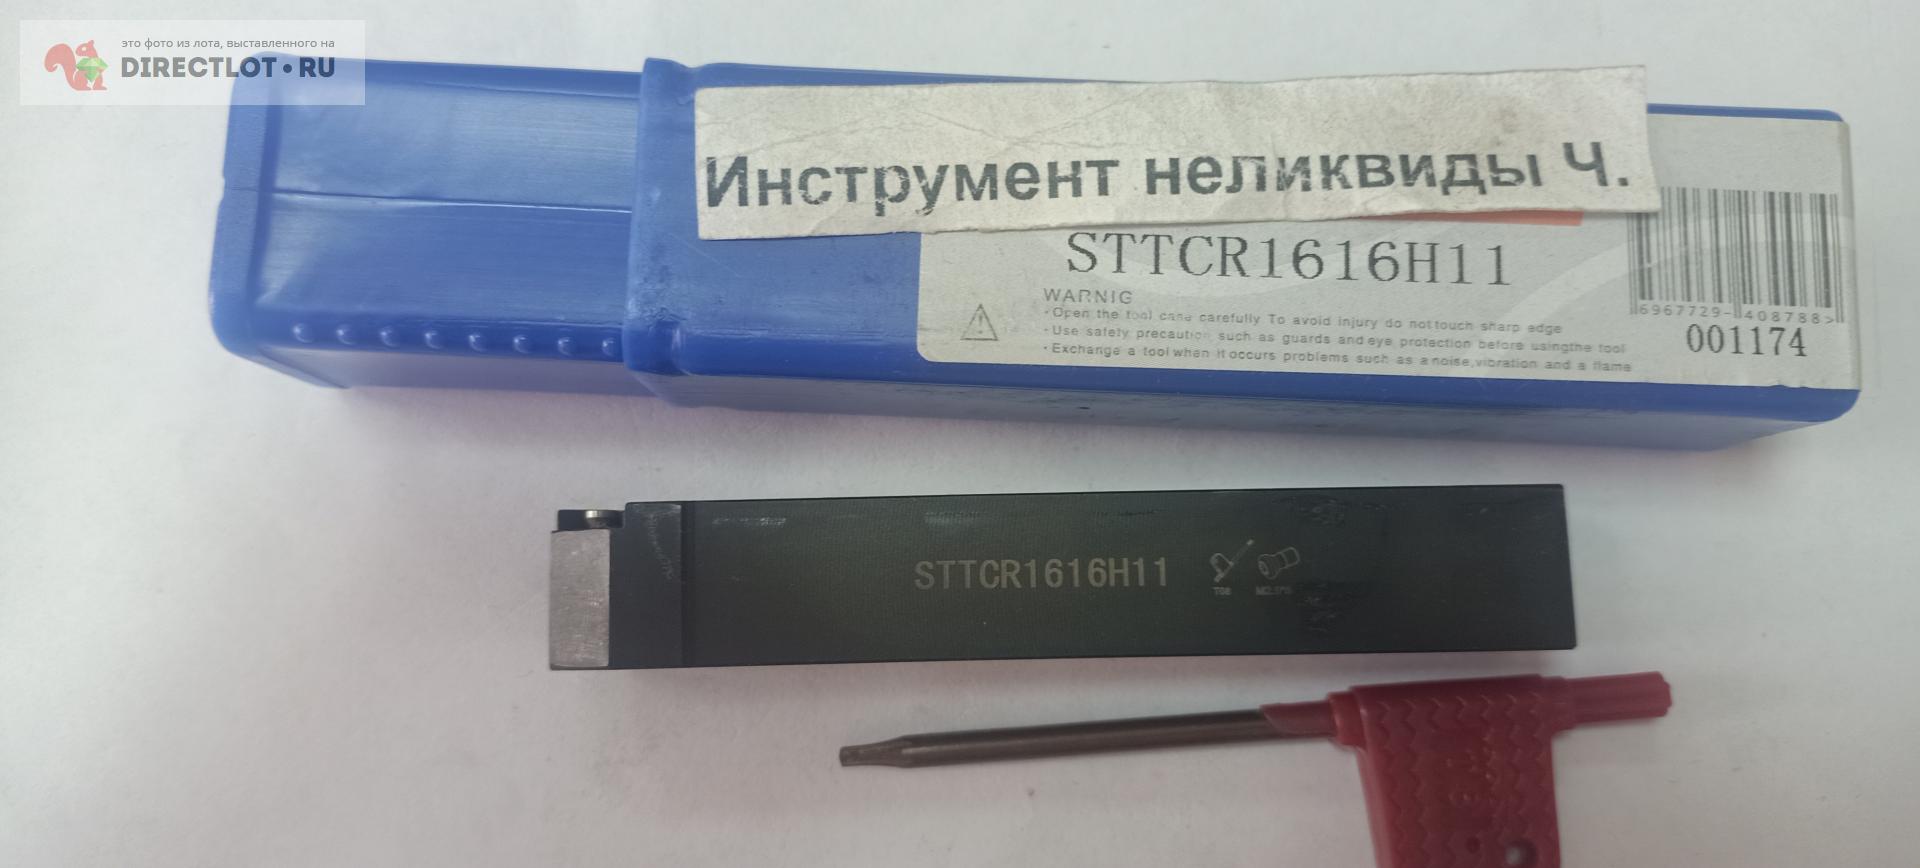 это фото из лота, выставленного на
DIRECTLOT•RU
Инструмент неликвиды Ч.
STTCR1616H11
WARNIG
•Open the tool case carefully To avoid injury do not touch sharp edge
•Use safety precaution such as guards and eye protection before usingthe tool
•Exchange a tool when it occurs problems such as a noise,vibration and a flame
6967729-408788>
001174
STTCR1616H11
T08